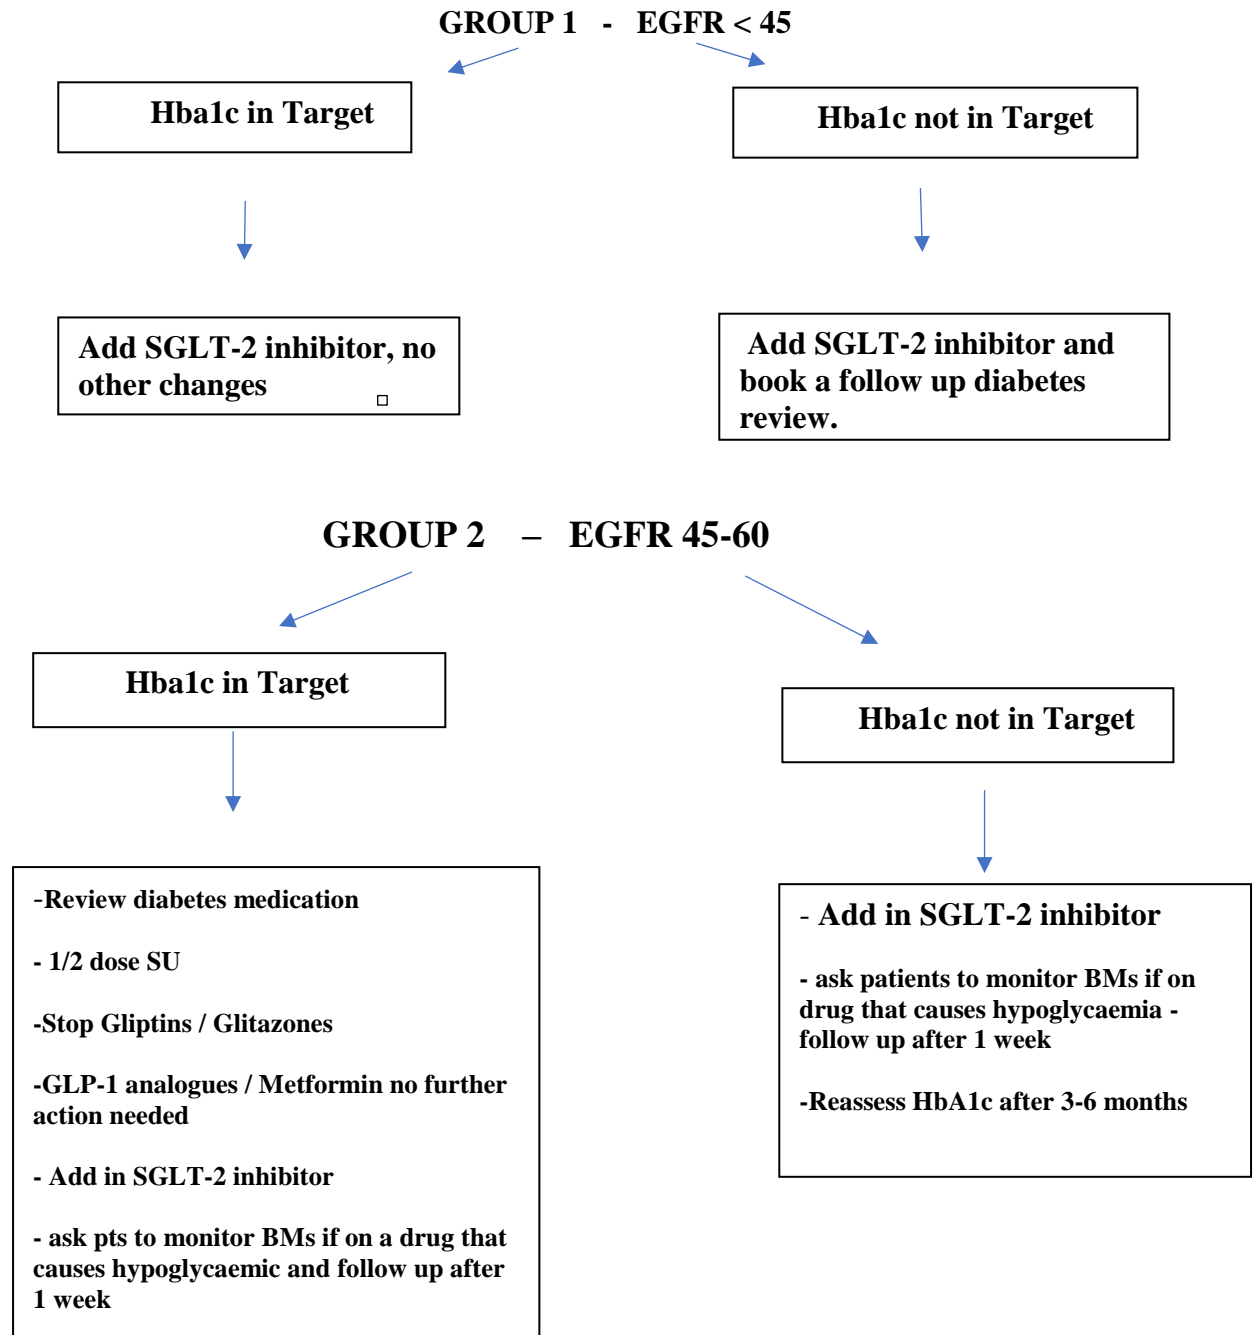 GROUP 1 - EGFR < 45
Hba1c in Target
Hba1c not in Target
Add SGLT-2 inhibitor, no
other changes
Add SGLT-2 inhibitor and
book a follow up diabetes
review.
GROUP 2 – EGFR 45-60
Hba1c in Target
Hba1c not in Target
-Review diabetes medication
- 1/2 dose SU
-Stop Gliptins / Glitazones
-GLP-1 analogues / Metformin no further
action needed
- Add in SGLT-2 inhibitor
- ask pts to monitor BMs if on a drug that
causes hypoglycaemic and follow up after
1 week
- Add in SGLT-2 inhibitor
- ask patients to monitor BMs if on
drug that causes hypoglycaemia -
follow up after 1 week
-Reassess HbA1c after 3-6 months